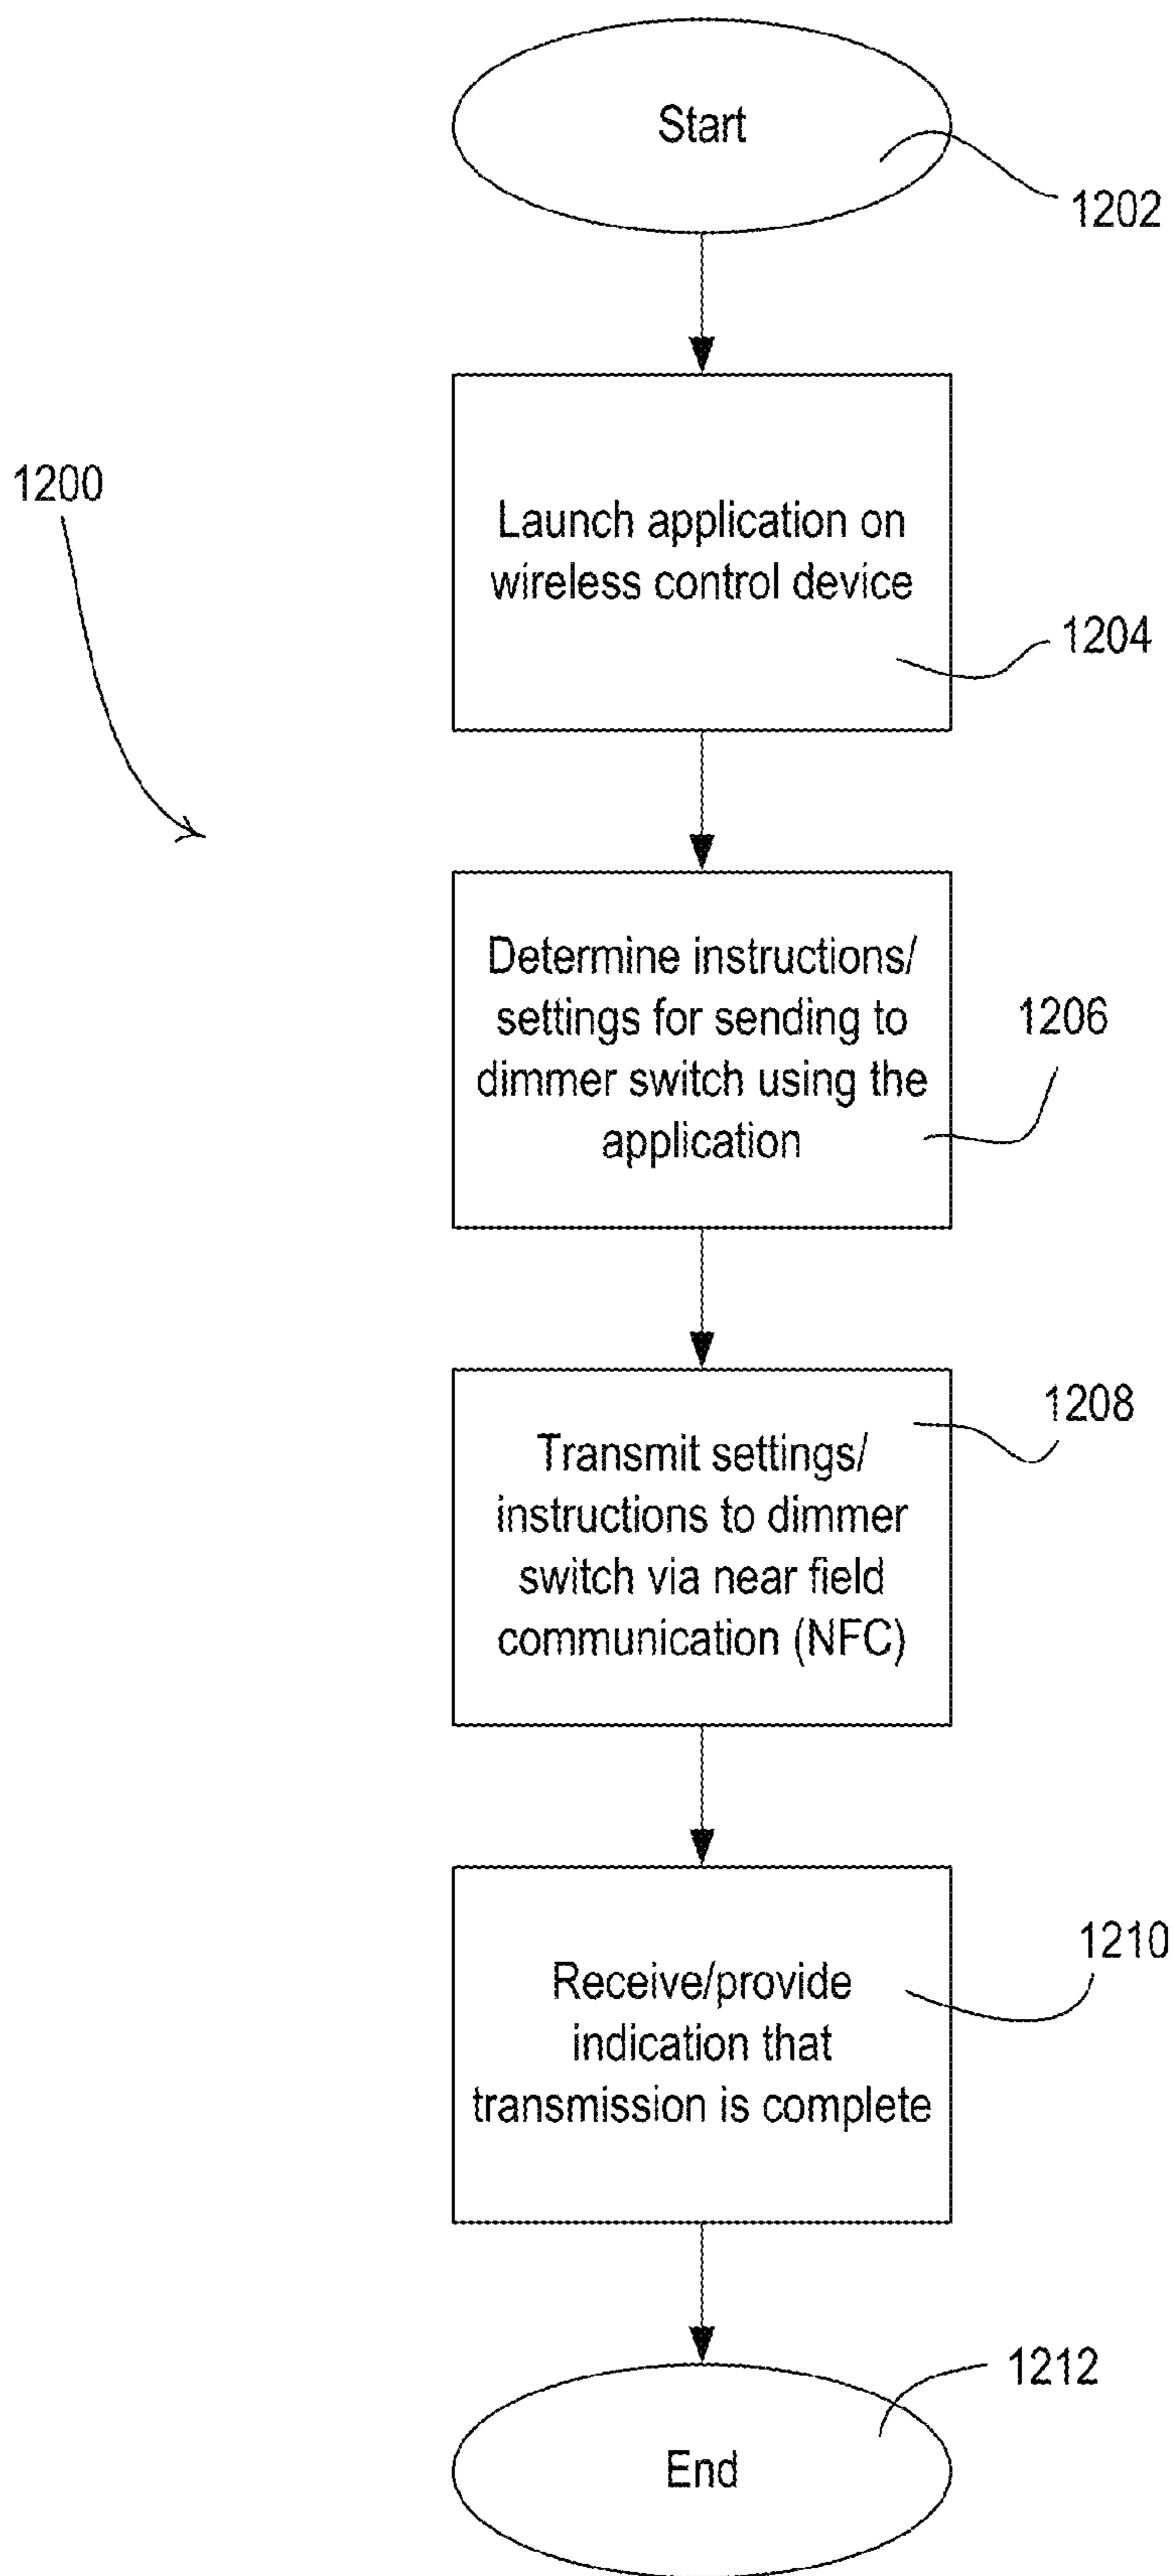 Start
1202
1200
Launch application on
wireless control device
1204
Determine instructions/
settings for sending to
dimmer switch using the
application
1206
1208
Transmit settings/
instructions to dimmer
switch via near field
communication (NFC)
1210
Receive/provide
indication that
transmission is complete
1212
End